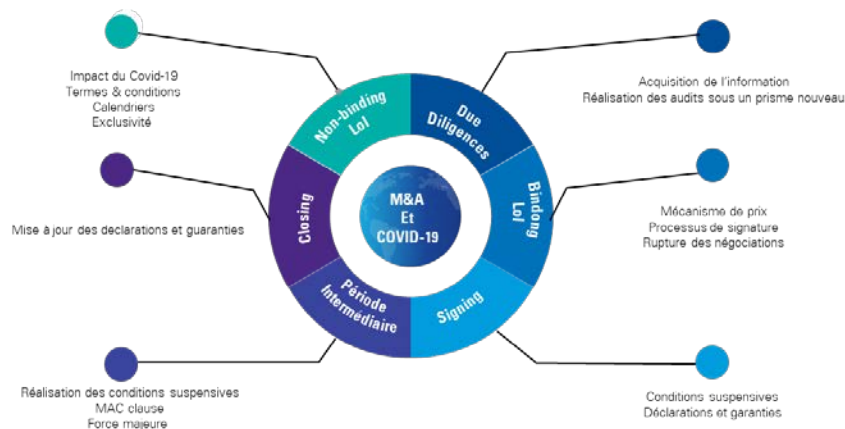 Impact du Covid-19
Termes & conditions
Calendriers
Exclusivité
Acquisition de l'information
Réalisation des audits sous un prisme nouveau
Non-binding
LoI
Due
Diligences
Mise à jour des declarations et guaranties
Closing
M&A
Et
COVID-19
Bindong
LoI
Mécanisme de prix
Processus de signature
Rupture des négociations
Période
Intermédiaire
Signing
Réalisation des conditions suspensives
MAC clause
Force majeure
Conditions suspensives
Déclarations et garanties